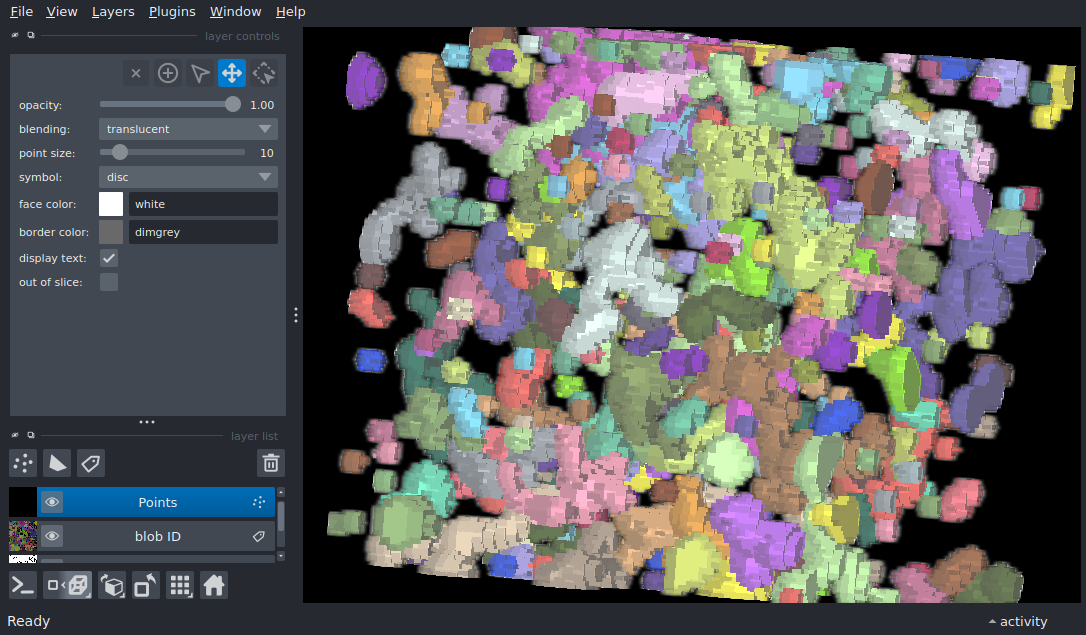 File View Layers Plugins Window Help
layer controls
opacity: 1.00
blending: translucent
point size: 10
symbol: disc
face color: white
border color: dimgrey
display text:
out of slice:
layer list
Points
blob ID
Ready activity